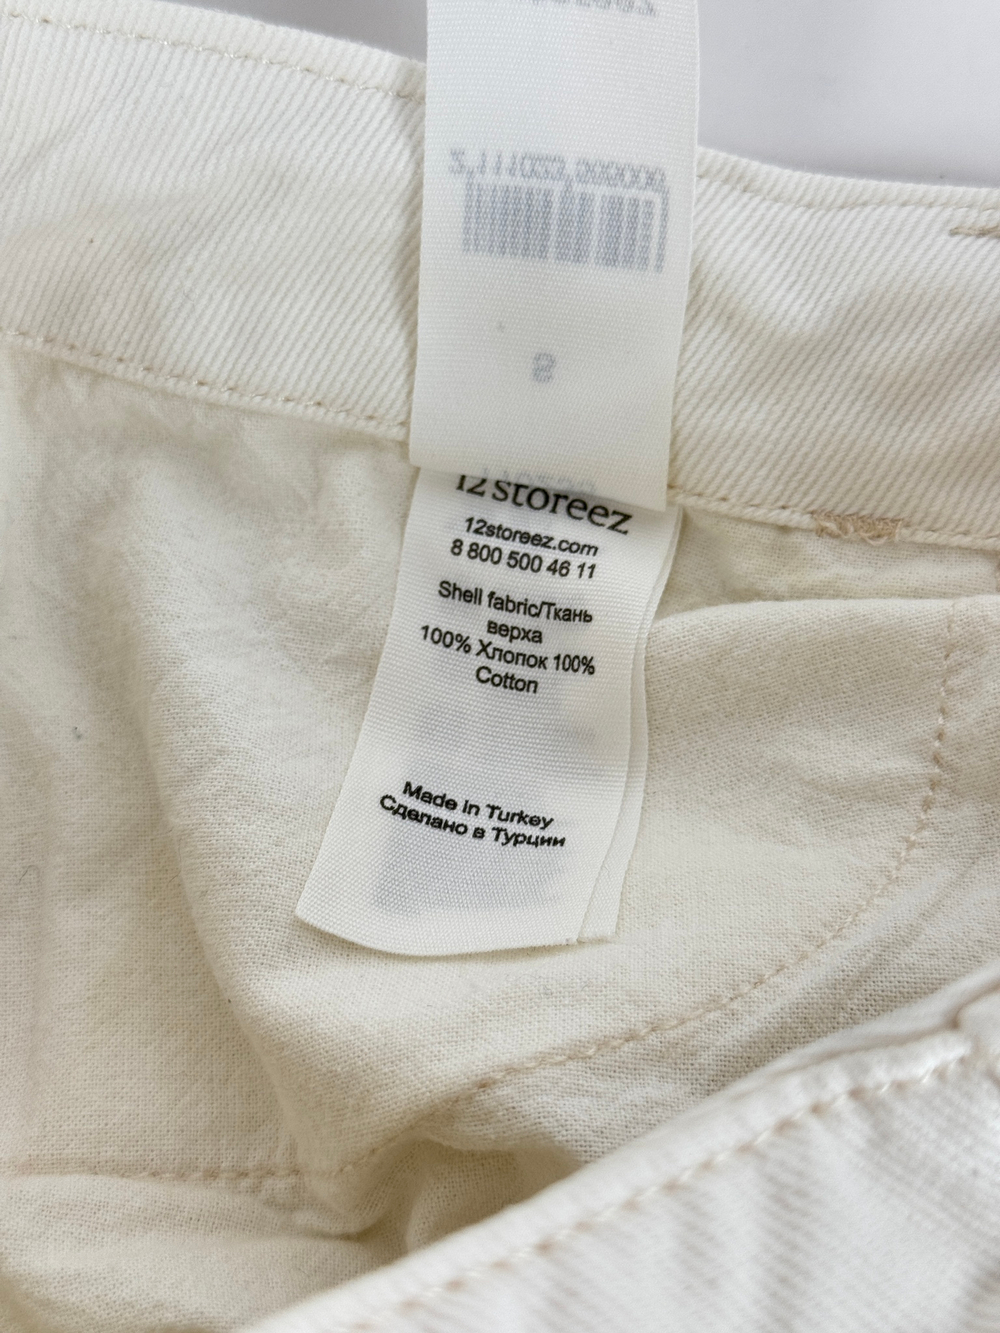 12storeez
12storeez.com
8 800 500 46 11
Shell fabric/Ткань
верха
100% Хлопок 100%
Cotton
Made in Turkey
Сделано в Турции